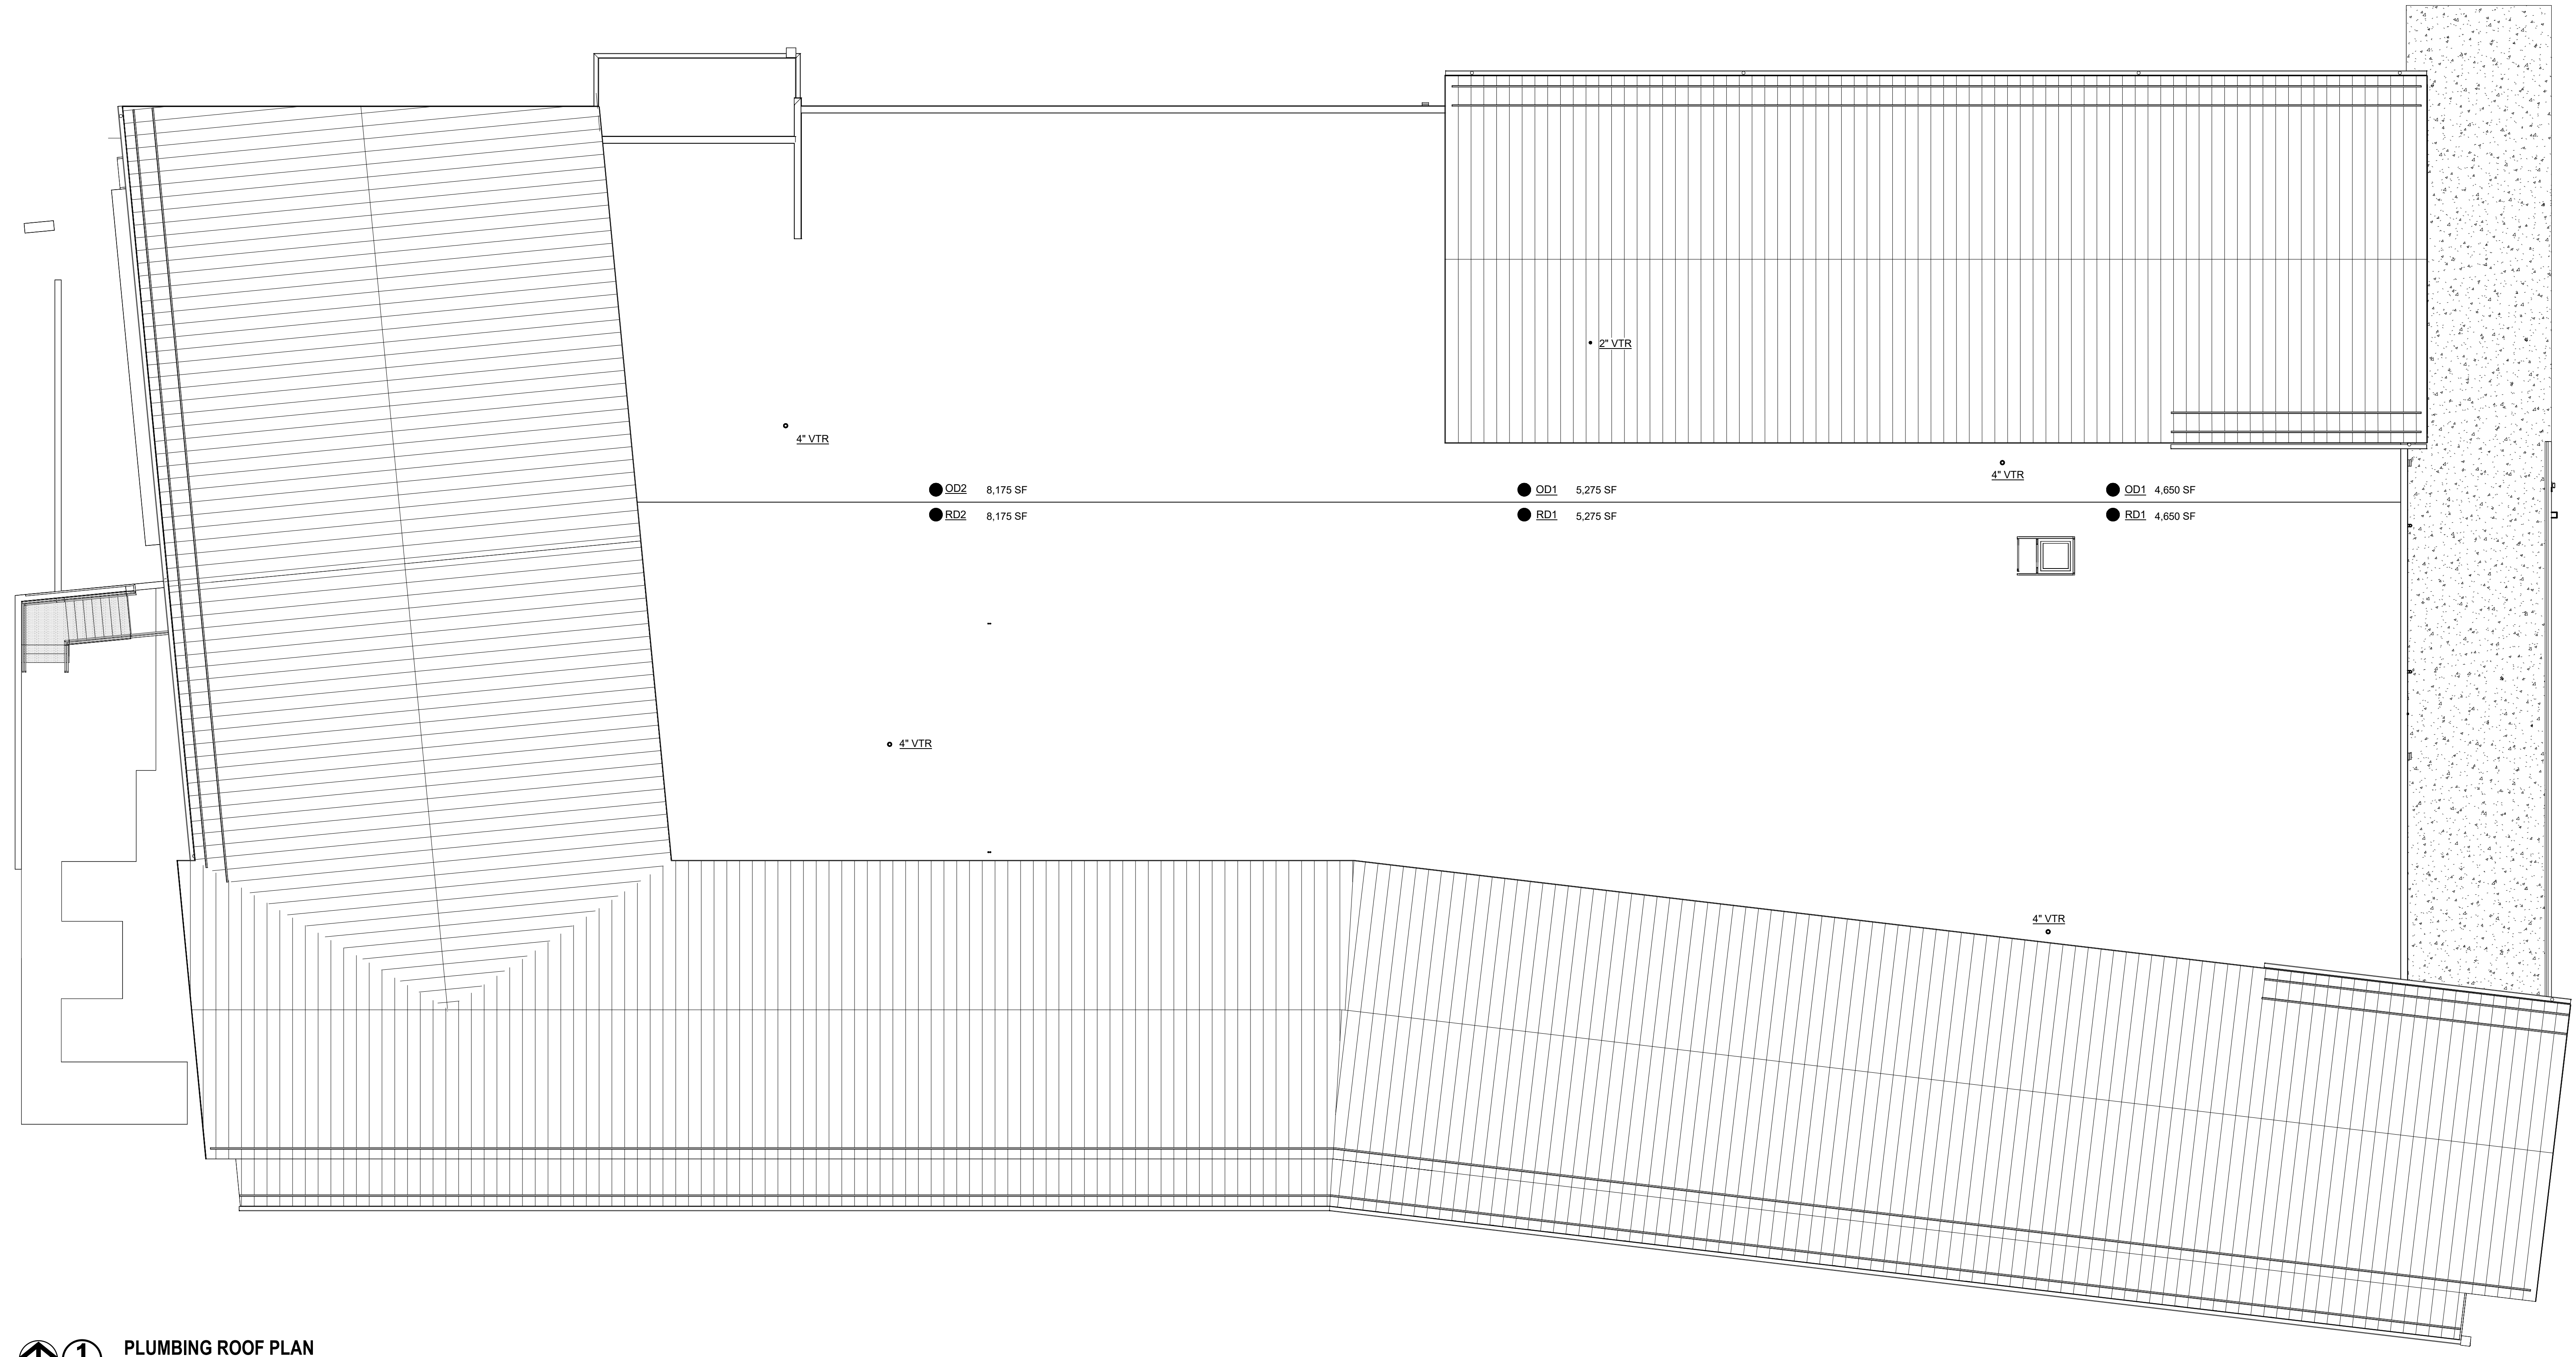 2" VTR
4" VTR
4" VTR
OD2 8,175 SF
OD1 5,275 SF
OD1 4,650 SF
RD2 8,175 SF
RD1 5,275 SF
RD1 4,650 SF
4" VTR
4" VTR
1 PLUMBING ROOF PLAN